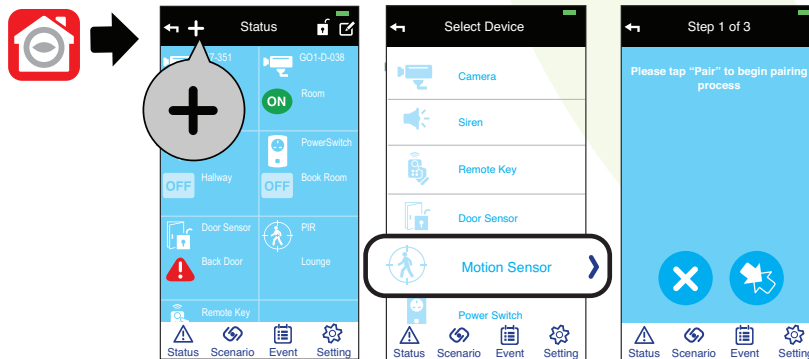 Status
7-351
GO1-D-038
ON
Room
PowerSwitch
OFF
Hallway
OFF
Book Room
Door Sensor
PIR
Back Door
Lounge
Remote Key
Status Scenario Event Setting
Select Device
Camera
Siren
Remote Key
Door Sensor
Motion Sensor
Power Switch
Status Scenario Event Setting
Step 1 of 3
Please tap “Pair” to begin pairing
process
Status Scenario Event Setting